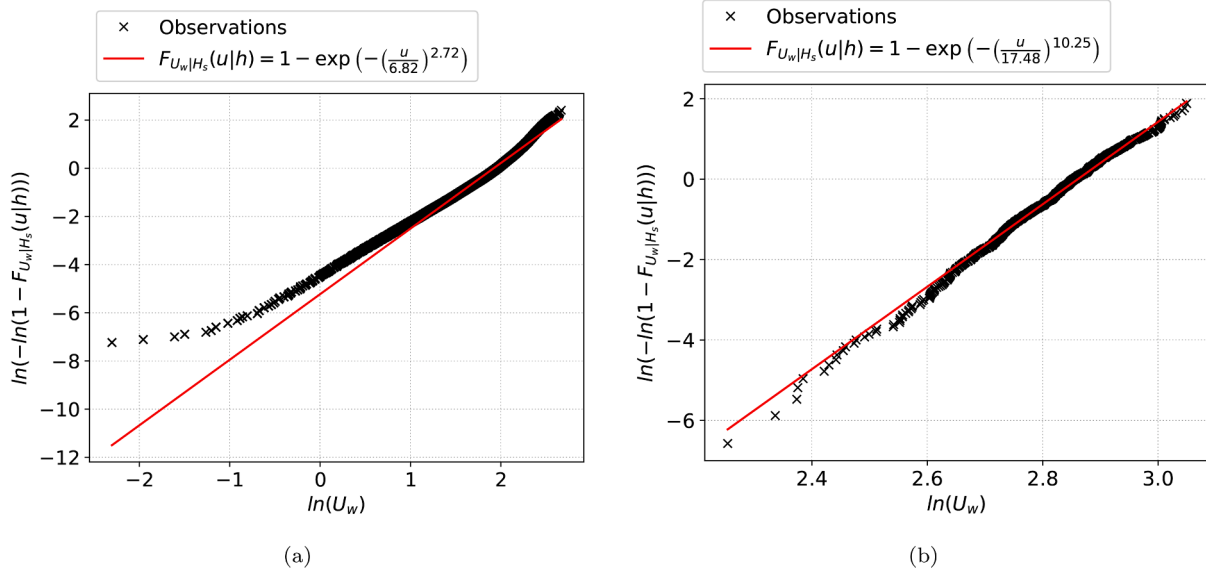 × Observations
F_{U_w|H_s}(u|h) = 1 − exp (−(u/6.82)^{2.72})
2
0
−2
−4
−6
−8
−10
−12
ln(−ln(1 − F_{U_w|H_s}(u|h)))
−2 −1 0 1 2
ln(U_w)
(a)
× Observations
F_{U_w|H_s}(u|h) = 1 − exp (−(u/17.48)^{10.25})
2
0
−2
−4
−6
ln(−ln(1 − F_{U_w|H_s}(u|h)))
2.4 2.6 2.8 3.0
ln(U_w)
(b)